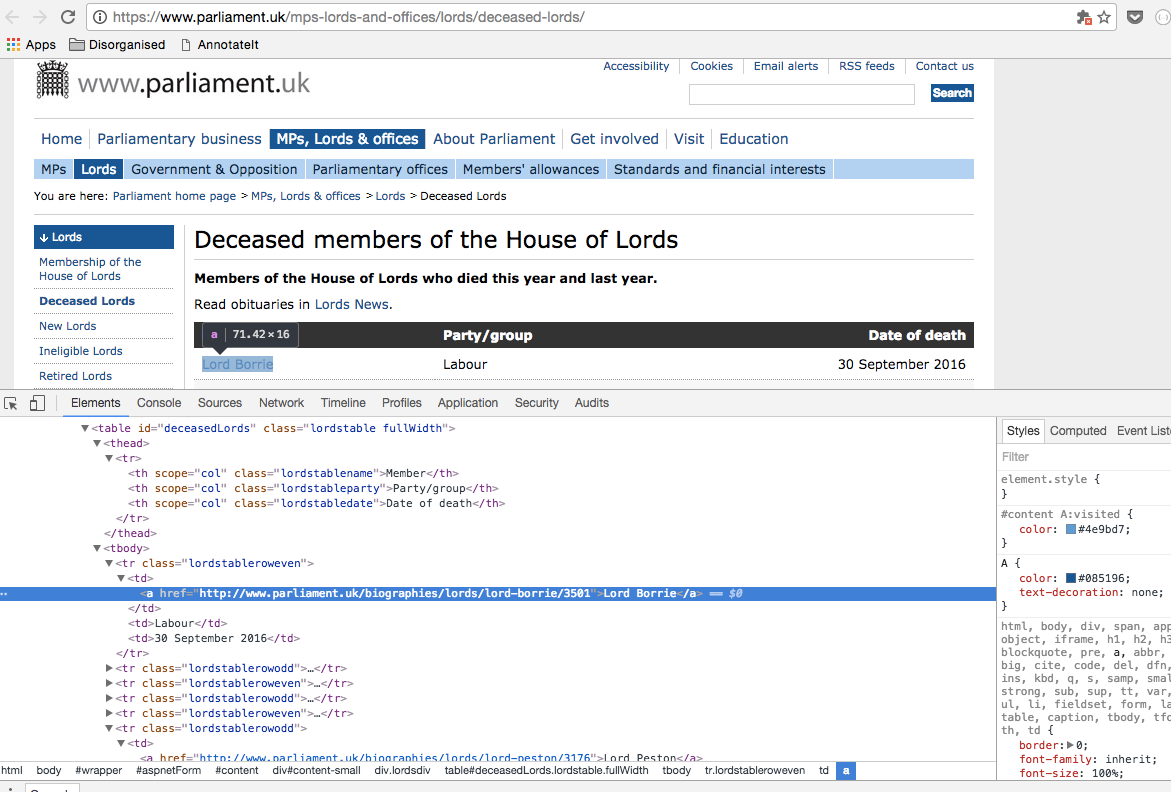 https://www.parliament.uk/mps-lords-and-offices/lords/deceased-lords/
Apps Disorganised AnnotateIt
Accessibility Cookies Email alerts RSS feeds Contact us
www.parliament.uk
Search
Home Parliamentary business MPs, Lords & offices About Parliament Get involved Visit Education
MPs Lords Government & Opposition Parliamentary offices Members' allowances Standards and financial interests
You are here: Parliament home page > MPs, Lords & offices > Lords > Deceased Lords
Lords
Membership of the
House of Lords
Deceased Lords
New Lords
Ineligible Lords
Retired Lords
Deceased members of the House of Lords
Members of the House of Lords who died this year and last year.
Read obituaries in Lords News.
a 71.42×16 Party/group Date of death
Lord Borrie Labour 30 September 2016
Elements Console Sources Network Timeline Profiles Application Security Audits
<table id="deceasedLords" class="lordstable fullWidth">
<thead>
<tr>
<th scope="col" class="lordstablename">Member</th>
<th scope="col" class="lordstableparty">Party/group</th>
<th scope="col" class="lordstabledate">Date of death</th>
</tr>
</thead>
<tbody>
<tr class="lordstableroweven">
<td>
<a href="http://www.parliament.uk/biographies/lords/lord-borrie/3501">Lord Borrie</a> == $0
</td>
<td>Labour</td>
<td>30 September 2016</td>
</tr>
<tr class="lordstablerowodd">…</tr>
<tr class="lordstableroweven">…</tr>
<tr class="lordstablerowodd">…</tr>
<tr class="lordstableroweven">…</tr>
<tr class="lordstablerowodd">
<td>
<a href="http://www.parliament.uk/biographies/lords/lord-peston/3176">Lord Peston</a>
html body #wrapper #aspnetForm #content div#content-small div.lordsdiv table#deceasedLords.lordstable.fullWidth tbody tr.lordstableroweven td a
Styles Computed Event List
Filter
element.style {
}
#content A:visited {
color: #4e9bd7;
}
A {
color: #085196;
text-decoration: none;
}
html, body, div, span, app
object, iframe, h1, h2, h3
blockquote, pre, a, abbr,
big, cite, code, del, dfn,
ins, kbd, q, s, samp, smal
strong, sub, sup, tt, var,
ul, li, fieldset, form, la
table, caption, tbody, tfo
th, td {
border: 0;
font-family: inherit;
font-size: 100%;